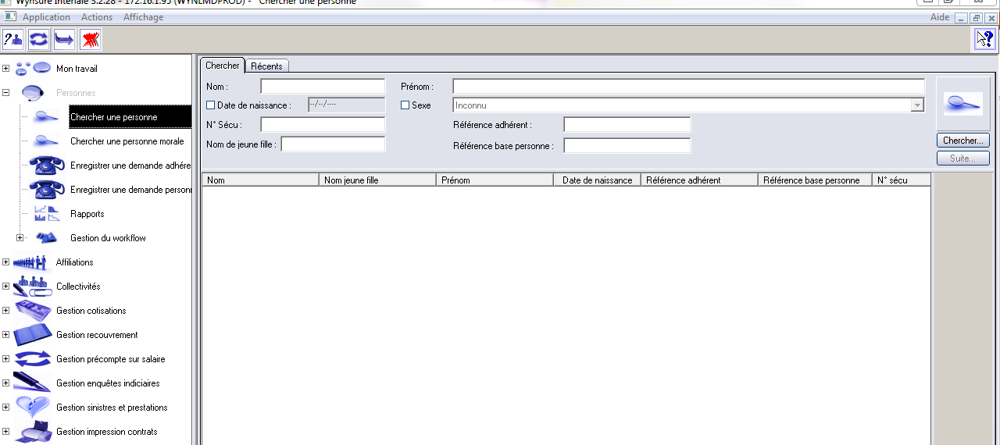 Wynsure Intériale 3.2.28 - 172.16.1.95 (WYNLMDPROD) - Chercher une personne
Application Actions Affichage Aide
Mon travail
Personnes
Chercher une personne
Chercher une personne morale
Enregistrer une demande adhére
Enregistrer une demande personn
Rapports
Gestion du workflow
Affiliations
Collectivités
Gestion cotisations
Gestion recouvrement
Gestion précompte sur salaire
Gestion enquêtes indiciaires
Gestion sinistres et prestations
Gestion impression contrats
Chercher Récents
Nom : Prénom :
Date de naissance : --/--/---- Sexe Inconnu
N° Sécu : Référence adhérent :
Nom de jeune fille : Référence base personne :
Chercher...
Suite...
Nom Nom jeune fille Prénom Date de naissance Référence adhérent Référence base personne N° sécu